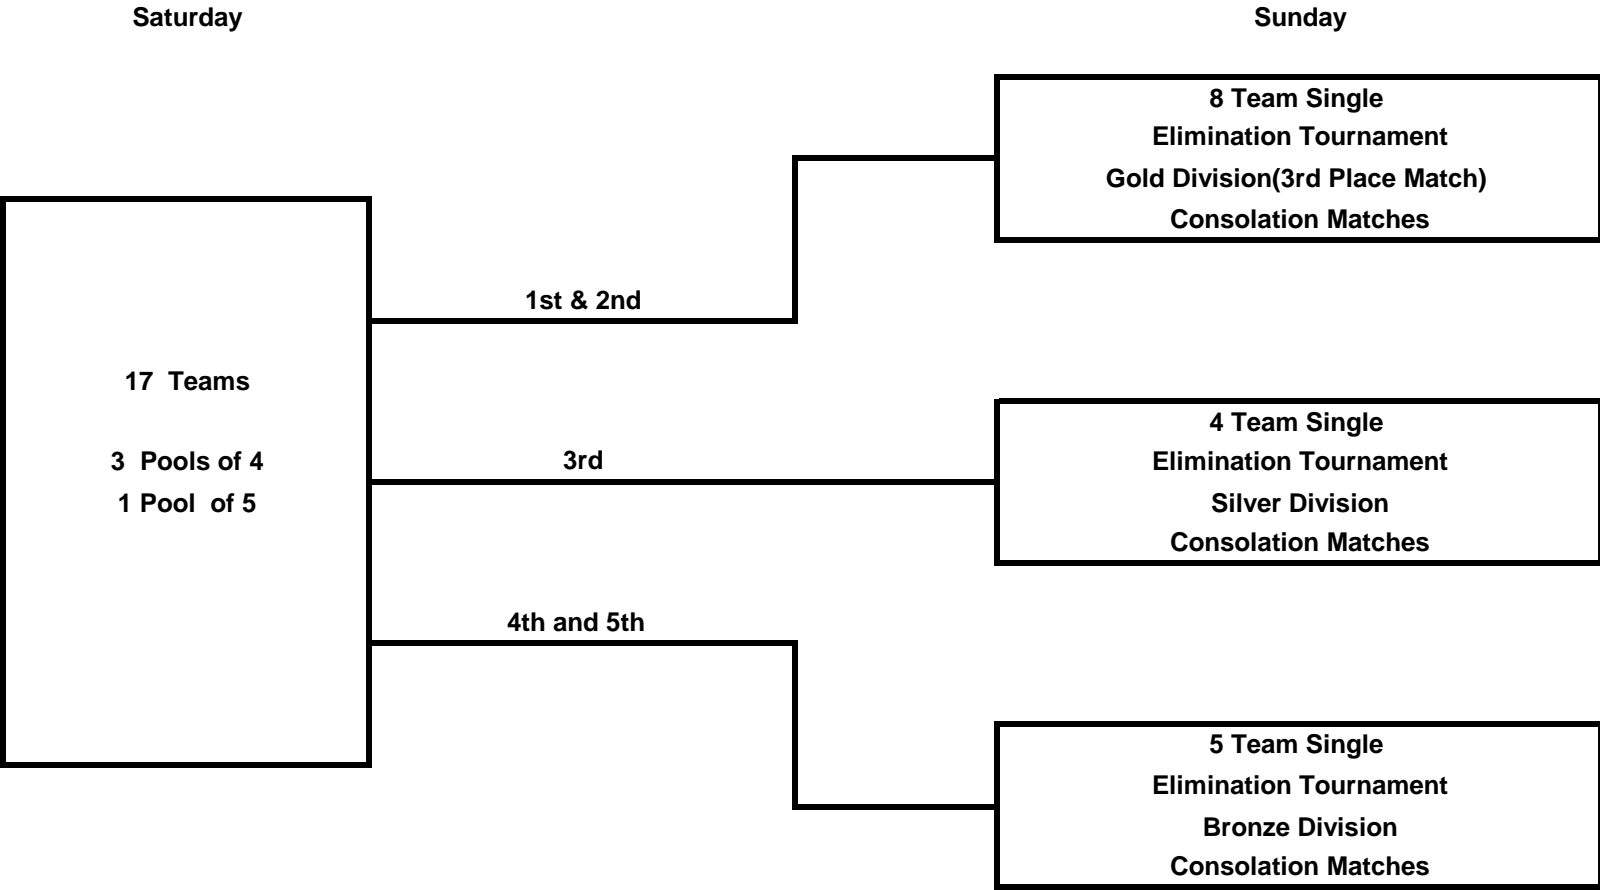 Saturday
Sunday
8 Team Single
Elimination Tournament
Gold Division(3rd Place Match)
Consolation Matches
1st & 2nd
17  Teams
3  Pools of 4
1 Pool  of 5
3rd
4 Team Single
Elimination Tournament
Silver Division
Consolation Matches
4th and 5th
5 Team Single
Elimination Tournament
Bronze Division
Consolation Matches